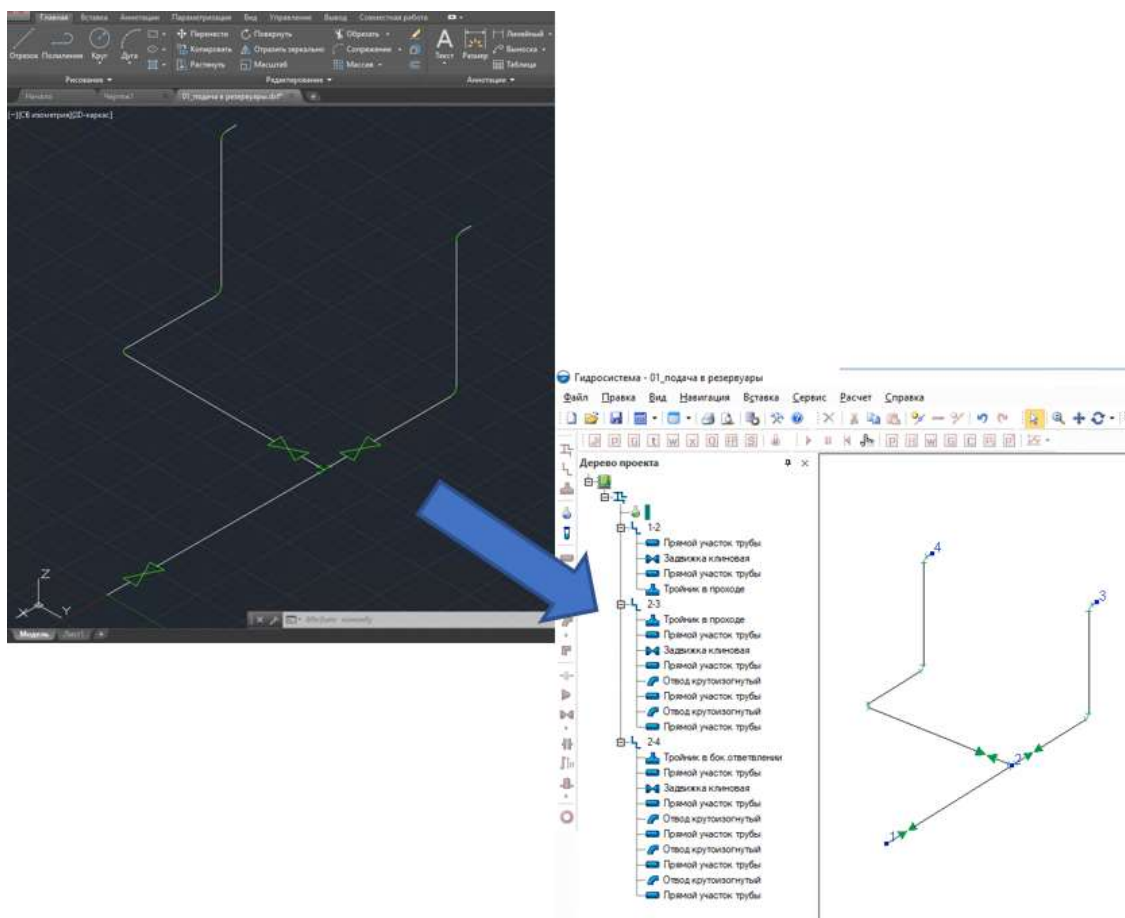 Главная Вставка Аннотации Параметризация Вид Управление Вывод Совместная работа
Отрезок Полилиния Круг Дуга
Перенести Повернуть Обрезать
Копировать Отразить зеркально Сопряжение
Растянуть Масштаб Массив
Текст Размер
Линейный
Выноска
Таблица
Рисование Редактирование Аннотации
Начало Чертеж1 01_подача в резервуары.dxf*
[−][СВ изометрия][2D-каркас]
Z
X Y
Введите команду
Модель Лист1 +
Гидросистема - 01_подача в резервуары
Файл Правка Вид Навигация Вставка Сервис Расчет Справка
Дерево проекта
1-2
Прямой участок трубы
Задвижка клиновая
Прямой участок трубы
Тройник в проходе
2-3
Тройник в проходе
Прямой участок трубы
Задвижка клиновая
Прямой участок трубы
Отвод крутоизогнутый
Прямой участок трубы
Отвод крутоизогнутый
Прямой участок трубы
2-4
Тройник в бок.ответвлении
Прямой участок трубы
Задвижка клиновая
Прямой участок трубы
Отвод крутоизогнутый
Прямой участок трубы
Отвод крутоизогнутый
Прямой участок трубы
Отвод крутоизогнутый
Прямой участок трубы
4
3
2
1